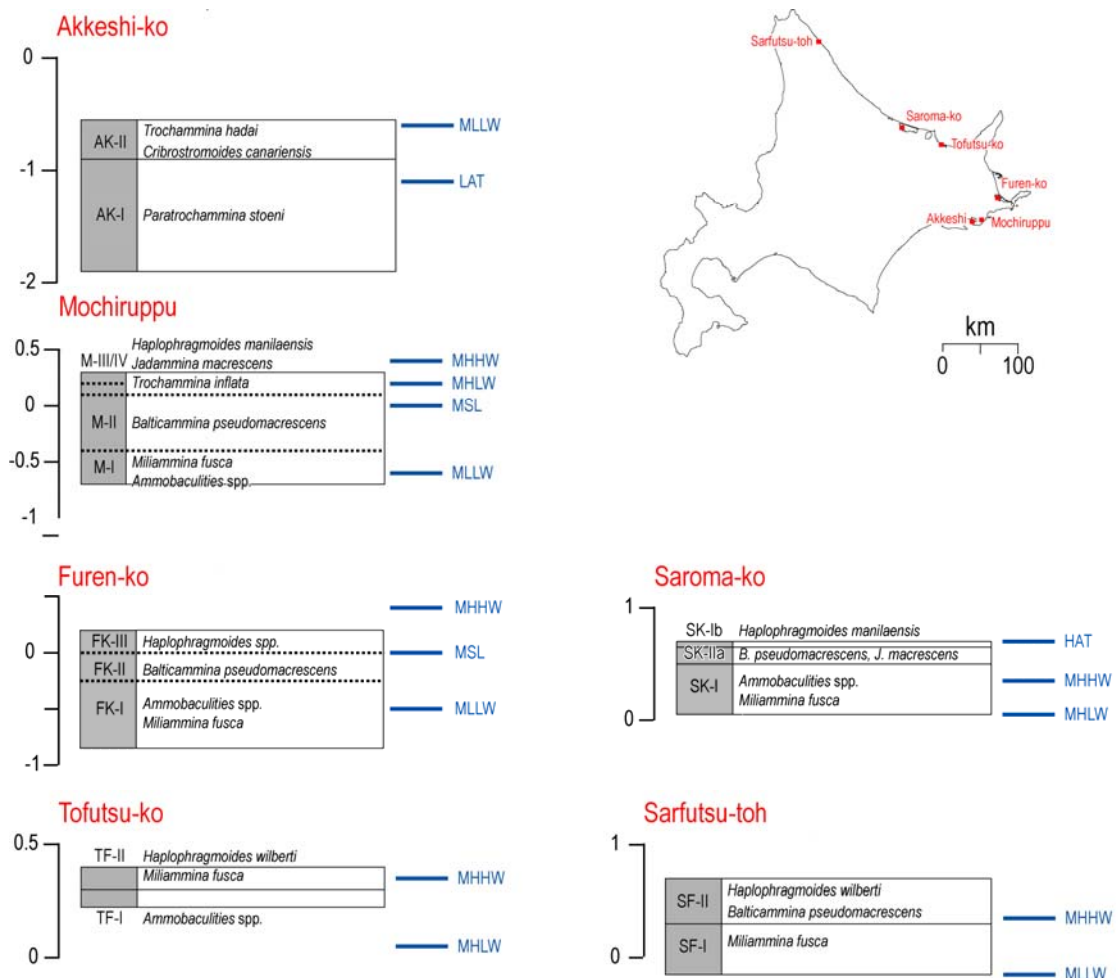 Akkeshi-ko
0
AK-II
Trochammina hadai
Cribrostromoides canariensis
MLLW
-1
LAT
AK-I
Paratrochammina stoeni
-2
Mochiruppu
0.5
M-III/IV
Haplophragmoides manilaensis
Jadammina macrescens
MHHW
Trochammina inflata
MHLW
0
MSL
M-II
Balticammina pseudomacrescens
-0.5
M-I
Miliammina fusca
Ammobaculities spp.
MLLW
-1
Sarfutsu-toh
Saroma-ko
Tofutsu-ko
Furen-ko
Akkeshi
Mochiruppu
km
0 100
Furen-ko
MHHW
FK-III
Haplophragmoides spp.
0
MSL
FK-II
Balticammina pseudomacrescens
FK-I
Ammobaculities spp.
Miliammina fusca
MLLW
-1
Saroma-ko
1
SK-Ib
Haplophragmoides manilaensis
HAT
SK-IIa
B. pseudomacrescens, J. macrescens
SK-I
Ammobaculities spp.
Miliammina fusca
MHHW
0
MHLW
Tofutsu-ko
0.5
TF-II
Haplophragmoides wilberti
Miliammina fusca
MHHW
TF-I
Ammobaculities spp.
0
MHLW
Sarfutsu-toh
1
SF-II
Haplophragmoides wilberti
Balticammina pseudomacrescens
MHHW
SF-I
Miliammina fusca
0
MLLW